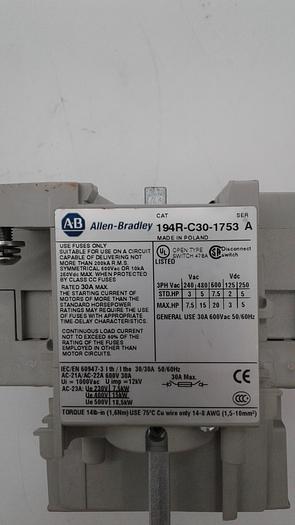 CAT SER
AB Allen-Bradley 194R-C30-1753 A
MADE IN POLAND
USE FUSES ONLY
SUITABLE FOR USE ON A CIRCUIT
CAPABLE OF DELIVERING NOT
MORE THAN 200kA R.M.S.
SYMMETRICAL 600Vac OR 10kA
360Vdc MAX. WHEN PROTECTED
BY CLASS CC FUSES
RATED 30A MAX.
THE STARTING CURRENT OF
MOTORS OF MORE THAN THE
STANDARD HORSEPOWER
RATINGS MAY REQUIRE THE
USE OF FUSES WITH
APPROPRIATE
TIME-DELAY CHARACTERISTICS.
CONTINUOUS LOAD CURRENT
NOT TO EXCEED 80% OF THE
RATING OF THE FUSES
EMPLOYED IN OTHER THAN
MOTOR CIRCUITS.
UL LISTED
OPEN TYPE
SWITCH 478A
Disconnect
switch
Vac Vdc
3PH VAC 240 480 600 125 250
STD.HP 3 5 7.5 2 5
MAX.HP 7.5 15 20 3 5
GENERAL USE 30A 600Vac 50/60Hz
IEC/EN 60947-3 I th / I the 30/30A 50/60Hz
AC-21A/AC-22A 690V 30A
Ui = 1000Vac U imp = 12kV
AC-23A: Ue 230V 7,5kW
Ue 400V 15kW
Ue 500V 18,5kW
30A Max.
CCC
TORQUE 14lb-in (1,6Nm) USE 75°C Cu wire only 14-8 AWG (1,5-10mm²)